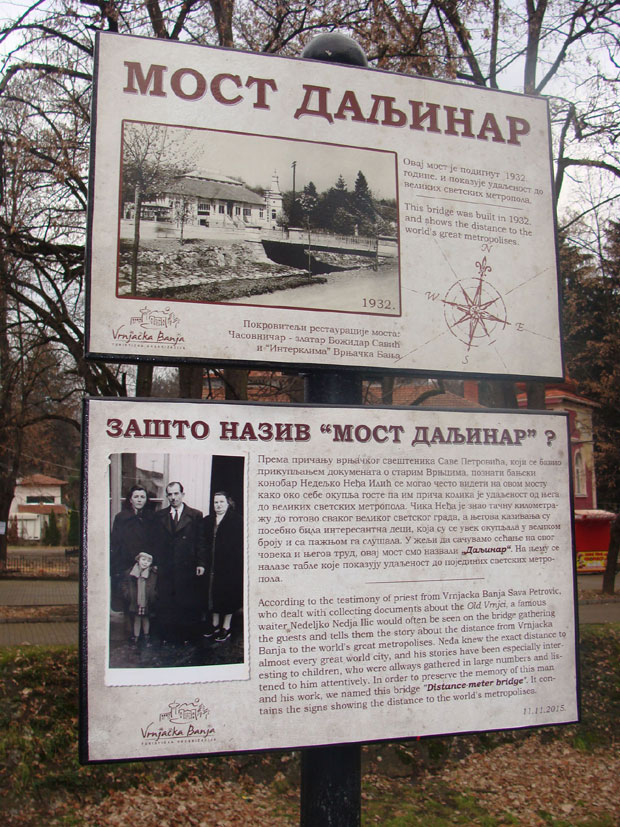 МОСТ ДАЉИНАР
Овај мост је подигнут 1932.
године, и показује удаљеност до
великих светских метропола.
This bridge was built in 1932.
and shows the distance to the
world's great metropolises.
N
W
E
S
1932.
Vrnjačka Banja
Покровитељи рестаурације моста:
Часовничар - златар Божидар Савић
и "Интерклима" Врњачка Бања
ЗАШТО НАЗИВ "МОСТ ДАЉИНАР" ?
Према причању врњачког свештеника Саве Петровића, који се бавио
прикупљањем докумената о старим Врњцима, познати бањски
конобар Недељко Неђа Илић се могао често видети на овом мосту
како око себе окупља госте па им прича колика је удаљеност од њега
до великих светских метропола. Чика Неђа је знао тачну километра-
жу до готово сваког великог светског града, а његова казивања су
посебно била интересантна деци, која су се увек окупљала у великом
броју и са пажњом га слушала. У жељи да сачувамо сећање на овог
човека и његов труд, овај мост смо назвали „Даљинар“. На њему се
налазе табле које показују удаљеност до појединих светских метро-
пола.
According to the testimony of priest from Vrnjacka Banja Sava Petrovic,
who dealt with collecting documents about the Old Vrnjci, a famous
waiter Nedeljko Nedja Ilic would often be seen on the bridge gathering
the guests and tells them the story about the distance from Vrnjacka
Banja to the world's great metropolises. Neđa knew the exact distance to
almost every great world city, and his stories have been especially inter-
esting to children, who were allways gathered in large numbers and lis-
tened to him attentively. In order to preserve the memory of this man
and his work, we named this bridge "Distance-meter bridge". It con-
tains the signs showing the distance to the world's metropolises.
Vrnjačka Banja
11.11.2015.